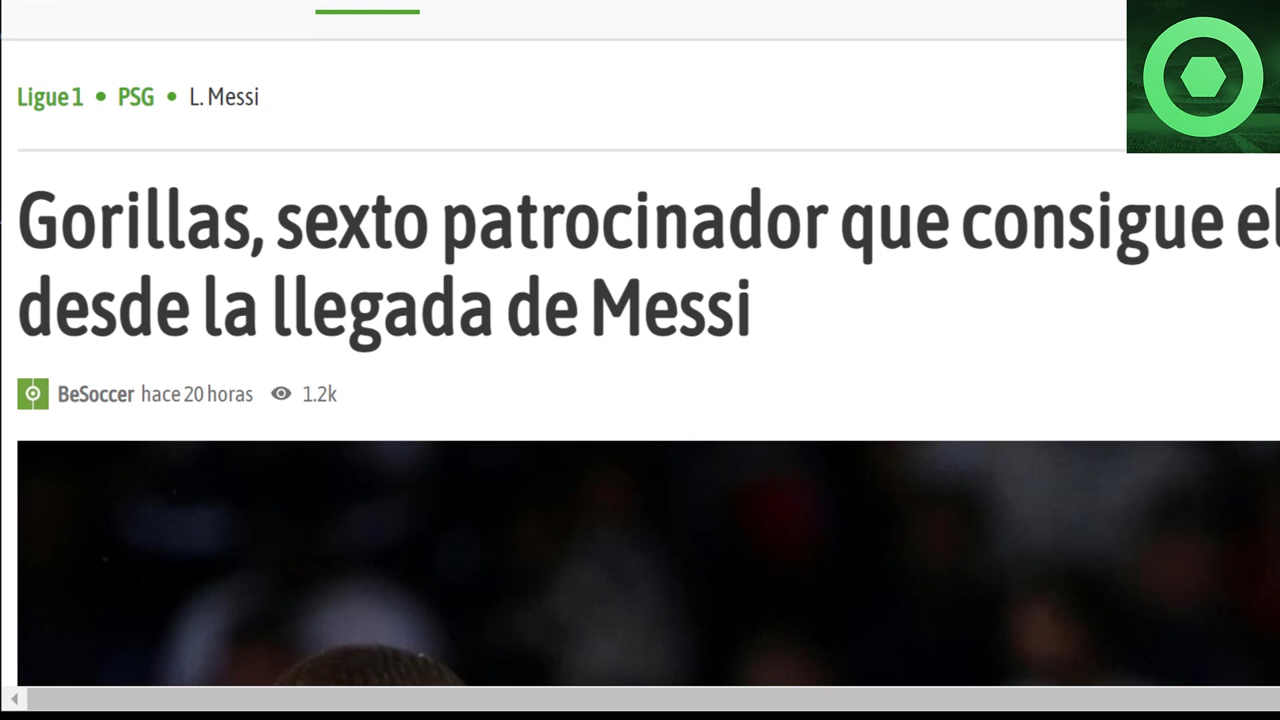 Ligue 1 • PSG • L. Messi
Gorillas, sexto patrocinador que consigue el
desde la llegada de Messi
BeSoccer hace 20 horas 1.2k